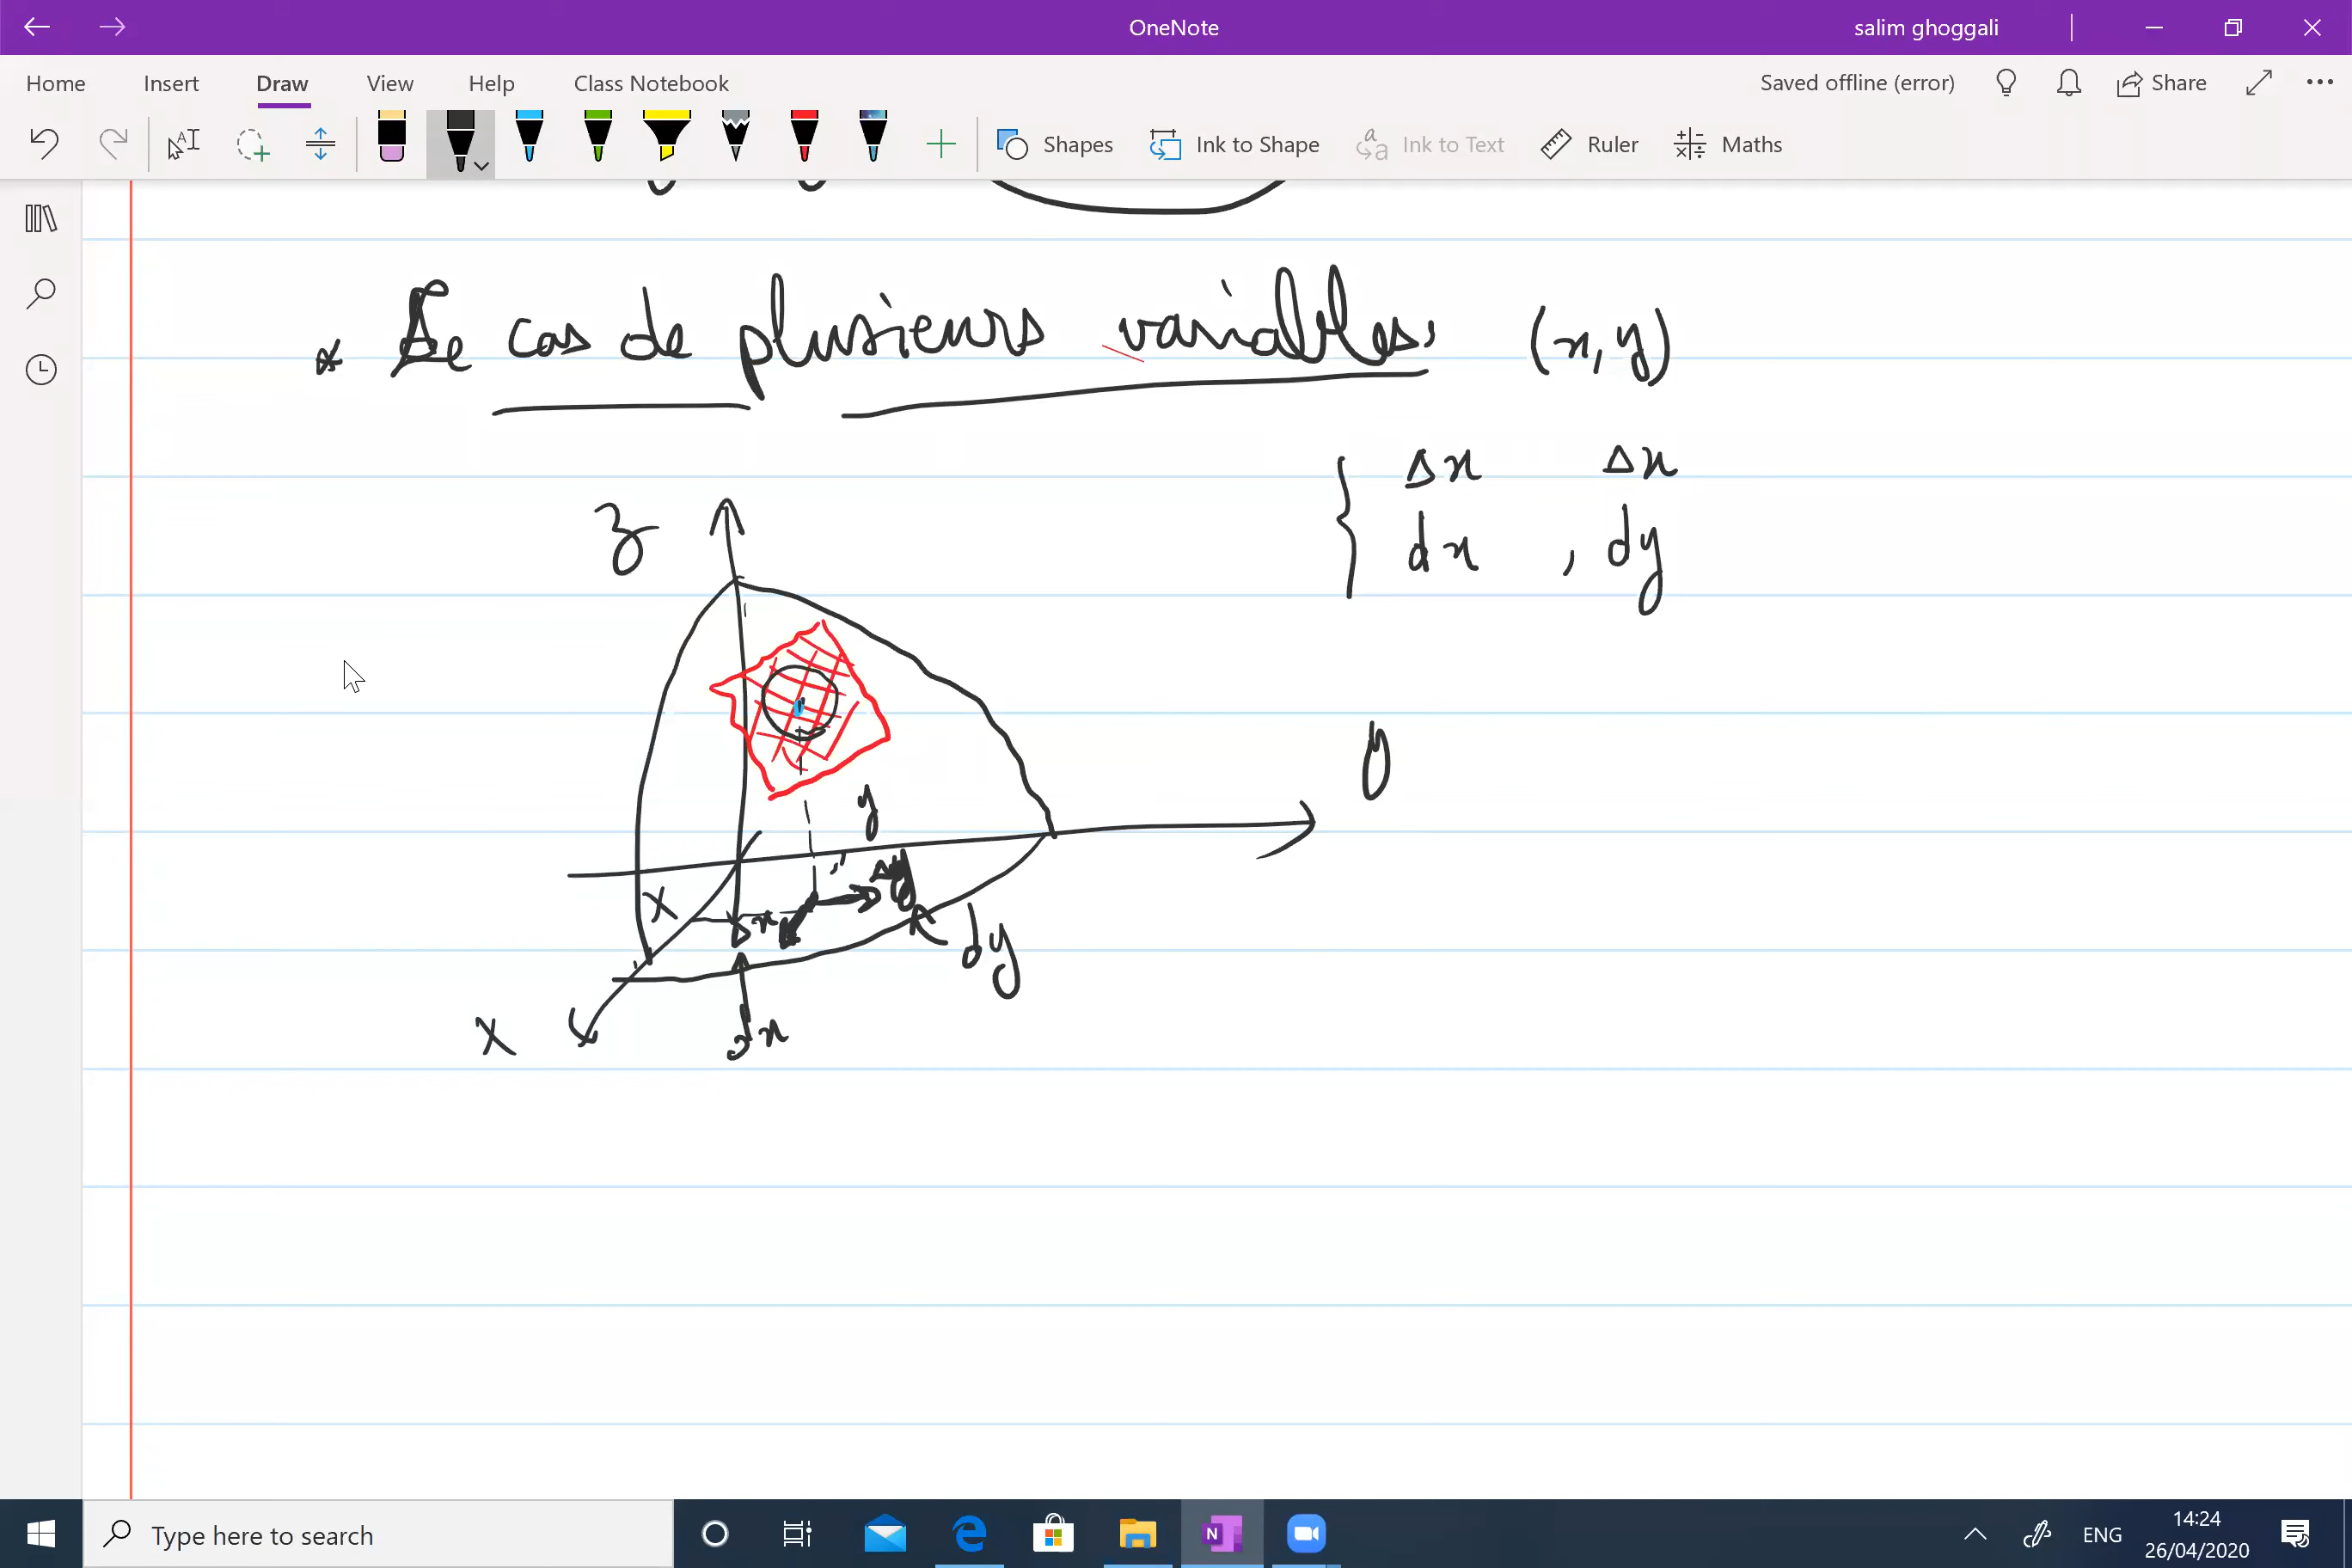 OneNote
salim ghoggali
Home Insert Draw View Help Class Notebook
Saved offline (error) Share
Shapes Ink to Shape Ink to Text Ruler Maths
* Le cas de plusieurs variables (x,y)
Δx Δx
dx , dy
z
y
y
x Δx Δy
dy
x
dx
Type here to search
ENG
14:24
26/04/2020